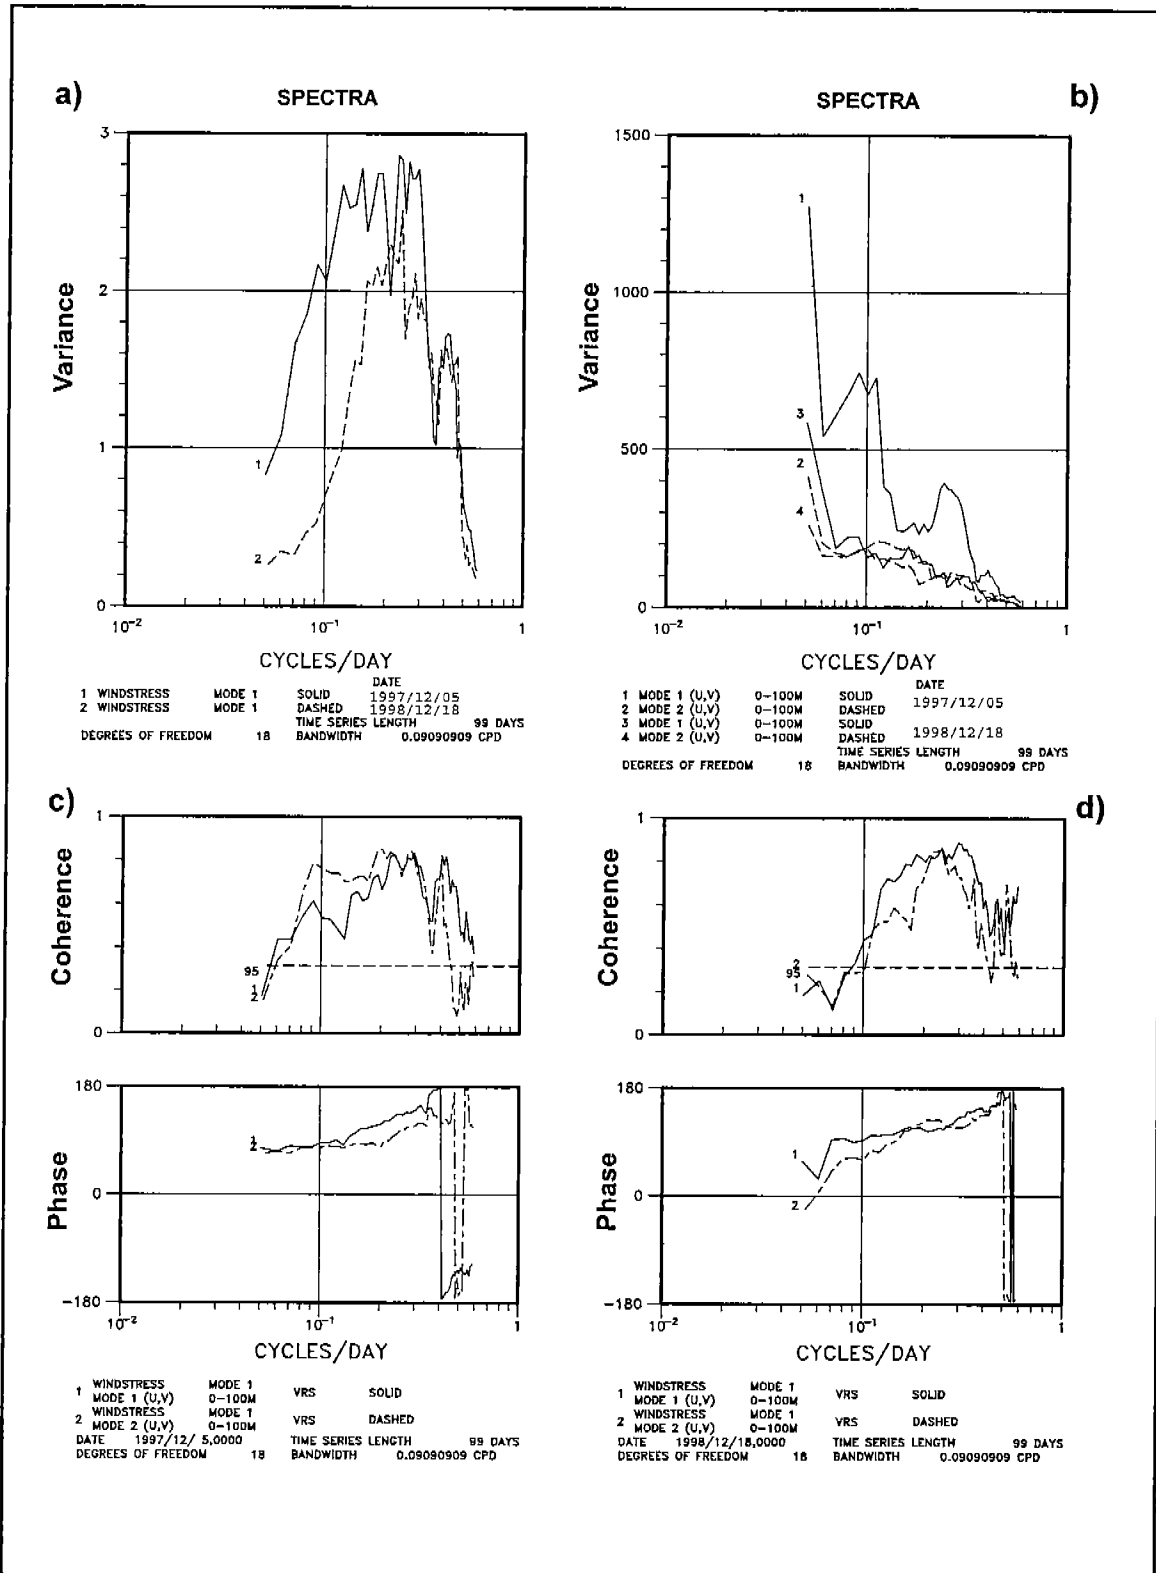 a)
SPECTRA
3
2
1
0
Variance
1
2
10-2
10-1
1
CYCLES/DAY
DATE
1 WINDSTRESS MODE 1 SOLID 1997/12/05
2 WINDSTRESS MODE 1 DASHED 1998/12/18
TIME SERIES LENGTH 99 DAYS
DEGREES OF FREEDOM 18 BANDWIDTH 0.09090909 CPD
b)
SPECTRA
1500
1000
500
0
Variance
1
3
2
4
10-2
10-1
1
CYCLES/DAY
DATE
1 MODE 1 (U,V) 0-100M SOLID
2 MODE 2 (U,V) 0-100M DASHED 1997/12/05
3 MODE 1 (U,V) 0-100M SOLID
4 MODE 2 (U,V) 0-100M DASHED 1998/12/18
TIME SERIES LENGTH 99 DAYS
DEGREES OF FREEDOM 18 BANDWIDTH 0.09090909 CPD
c)
1
0
Coherence
95
1
2
180
0
-180
Phase
1
2
10-2
10-1
1
CYCLES/DAY
WINDSTRESS MODE 1
1 MODE 1 (U,V) 0-100M VRS SOLID
WINDSTRESS MODE 1
2 MODE 2 (U,V) 0-100M VRS DASHED
DATE 1997/12/ 5,0000 TIME SERIES LENGTH 99 DAYS
DEGREES OF FREEDOM 18 BANDWIDTH 0.09090909 CPD
d)
1
0
Coherence
2
95
1
180
0
-180
Phase
1
2
10-2
10-1
1
CYCLES/DAY
WINDSTRESS MODE 1
1 MODE 1 (U,V) 0-100M VRS SOLID
WINDSTRESS MODE 1
2 MODE 2 (U,V) 0-100M VRS DASHED
DATE 1998/12/18,0000 TIME SERIES LENGTH 99 DAYS
DEGREES OF FREEDOM 18 BANDWIDTH 0.09090909 CPD